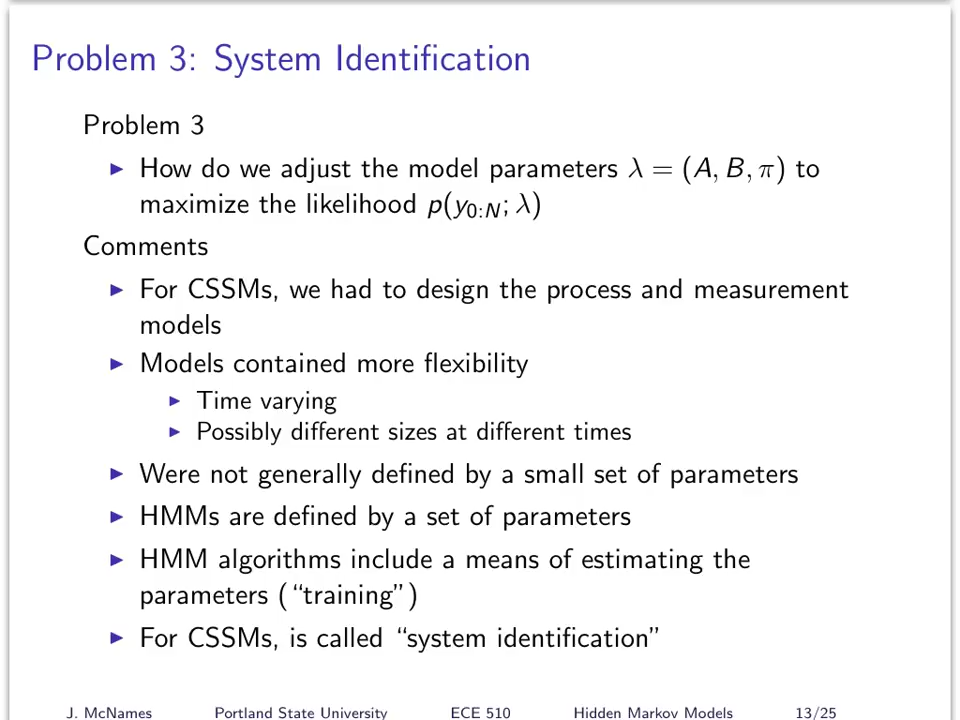 Problem 3: System Identification
Problem 3
▶ How do we adjust the model parameters λ = (A, B, π) to
maximize the likelihood p(y₀:N; λ)
Comments
▶ For CSSMs, we had to design the process and measurement
models
▶ Models contained more flexibility
▶ Time varying
▶ Possibly different sizes at different times
▶ Were not generally defined by a small set of parameters
▶ HMMs are defined by a set of parameters
▶ HMM algorithms include a means of estimating the
parameters (“training”)
▶ For CSSMs, is called “system identification”
J. McNames Portland State University ECE 510 Hidden Markov Models 13/25